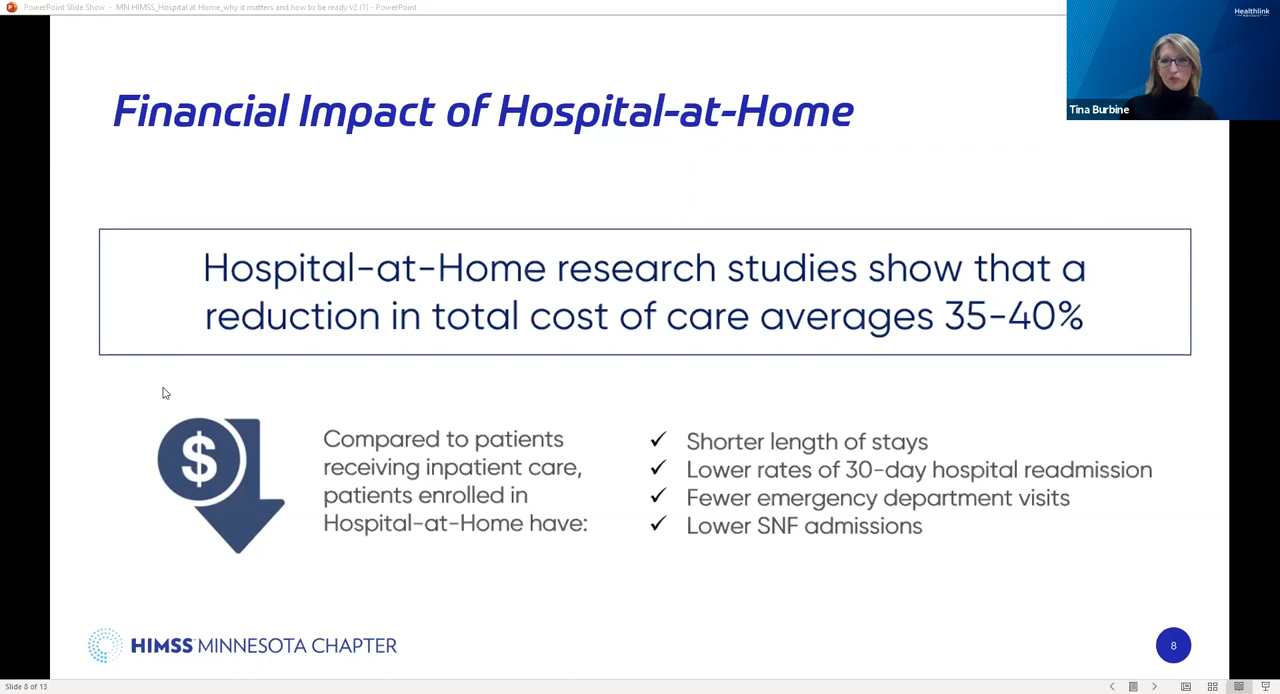 PowerPoint Slide Show - MN HIMSS_Hospital at Home_why it matters and how to be ready v2 (1) - PowerPoint
Healthlink
Tina Burbine
Financial Impact of Hospital-at-Home
Hospital-at-Home research studies show that a
reduction in total cost of care averages 35-40%
$
Compared to patients
receiving inpatient care,
patients enrolled in
Hospital-at-Home have:
✓ Shorter length of stays
✓ Lower rates of 30-day hospital readmission
✓ Fewer emergency department visits
✓ Lower SNF admissions
HIMSS MINNESOTA CHAPTER
8
Slide 8 of 13